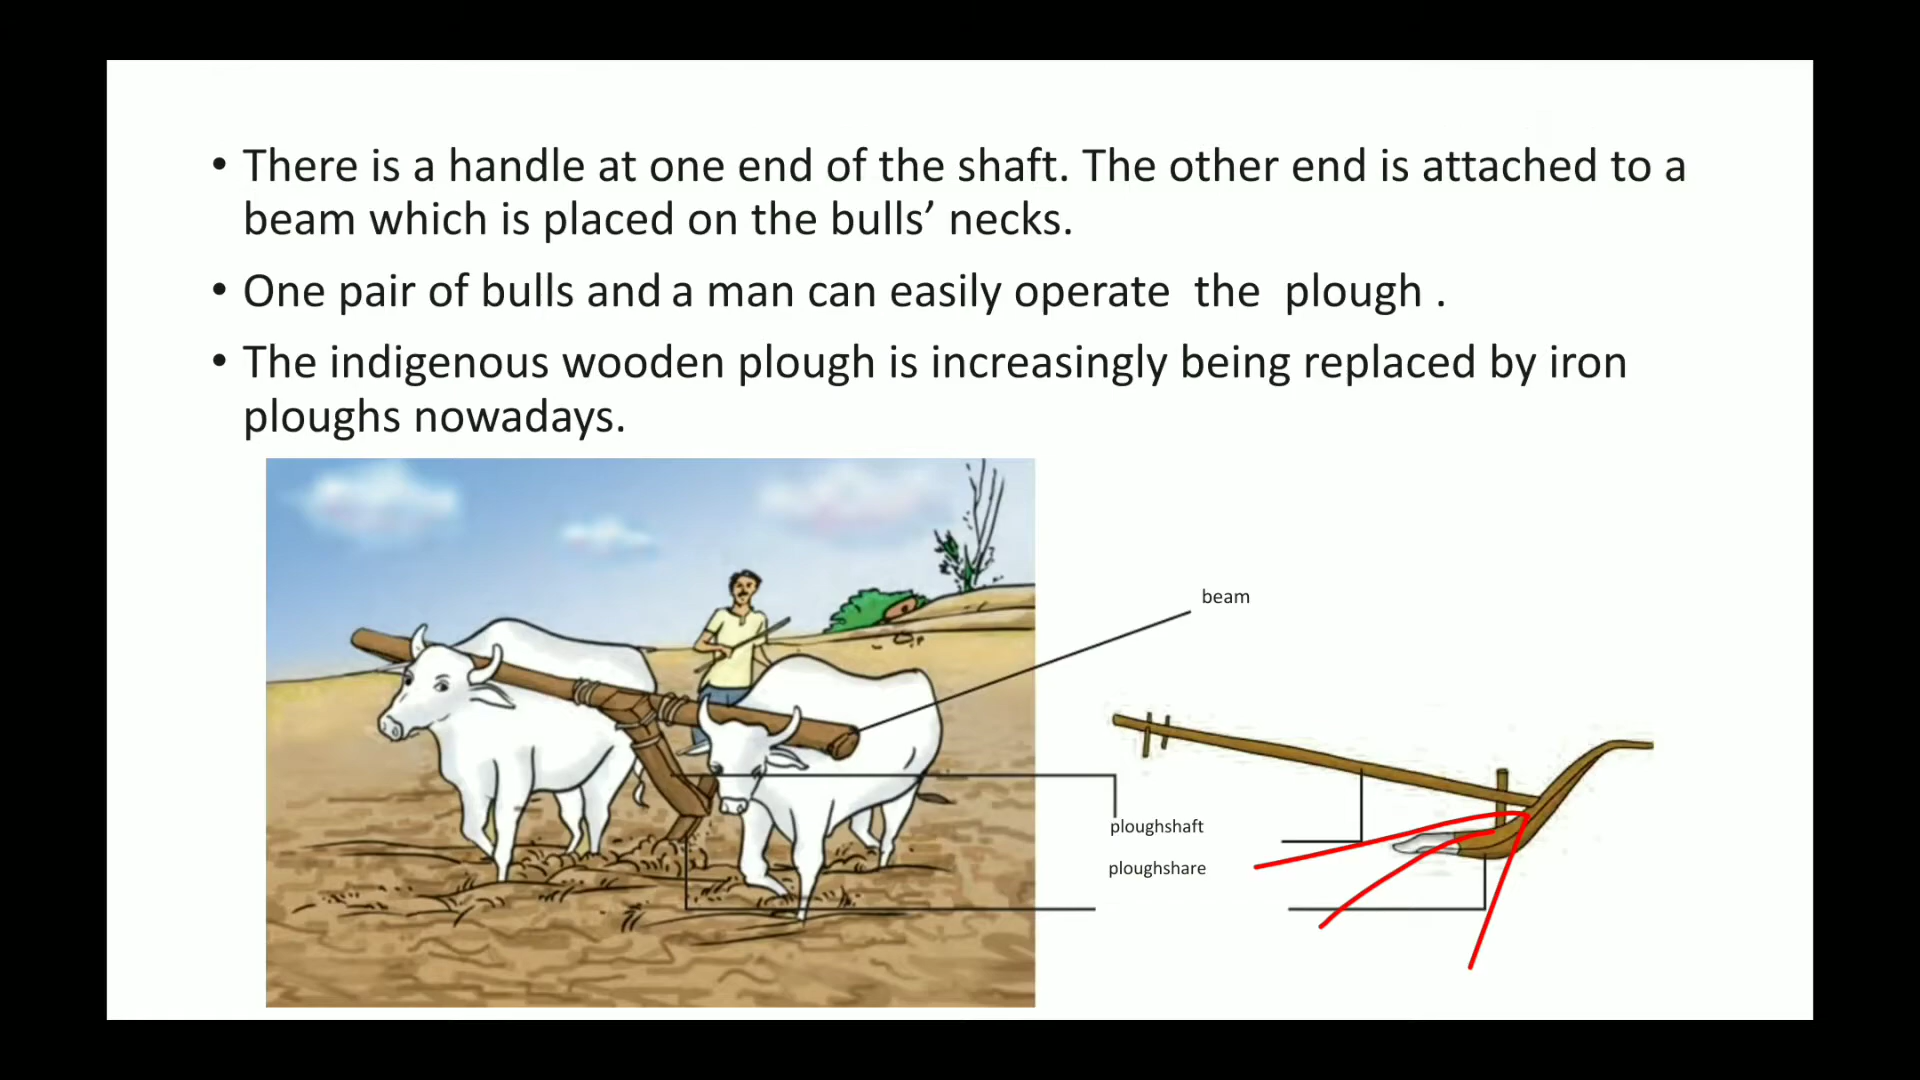 • There is a handle at one end of the shaft. The other end is attached to a
beam which is placed on the bulls’ necks.
• One pair of bulls and a man can easily operate  the  plough .
• The indigenous wooden plough is increasingly being replaced by iron
ploughs nowadays.
beam
ploughshaft
ploughshare